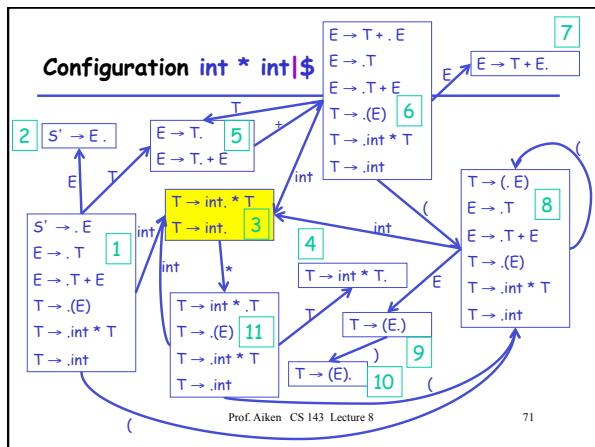 Configuration int * int|$
E → T + . E
E → .T
E → .T + E
T → .(E)
T → .int * T
T → .int
6
7
E → T + E.
E
2
S' → E .
E → T.
E → T. + E
5
T
+
E
T
int
(
(
S' → . E
E → . T
E → .T + E
T → .(E)
T → .int * T
T → .int
1
int
T → int. * T
T → int.
3
int
*
int
4
T → int * T.
T
T → int * .T
T → .(E)
T → .int * T
T → .int
11
T → (. E)
E → .T
E → .T + E
T → .(E)
T → .int * T
T → .int
8
E
T → (E.)
9
)
T → (E).
10
(
(
Prof. Aiken CS 143 Lecture 8
71